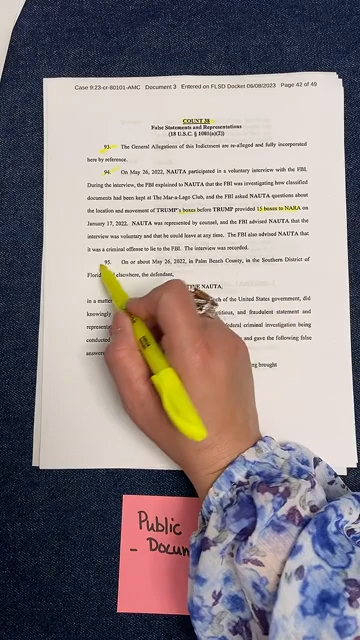 Case 9:23-cr-80101-AMC Document 3 Entered on FLSD Docket 06/08/2023 Page 42 of 49
COUNT 38
False Statements and Representations
(18 U.S.C. § 1001(a)(2))
93. The General Allegations of this Indictment are re-alleged and fully incorporated
here by reference.
94. On May 26, 2022, NAUTA participated in a voluntary interview with the FBI.
During the interview, the FBI explained to NAUTA that the FBI was investigating how classified
documents had been kept at The Mar-a-Lago Club, and the FBI asked NAUTA questions about
the location and movement of TRUMP's boxes before TRUMP provided 15 boxes to NARA on
January 17, 2022. NAUTA was represented by counsel, and the FBI advised NAUTA that the
interview was voluntary and that he could leave at any time. The FBI also advised NAUTA that
it was a criminal offense to lie to the FBI. The interview was recorded.
95. On or about May 26, 2022, in Palm Beach County, in the Southern District of
elsewhere, the defendant,
NAUTA,
in a matter of the United States government, did
knowingly and fraudulent statement and
federal criminal investigation being
conducted and gave the following false
brought
Public
-